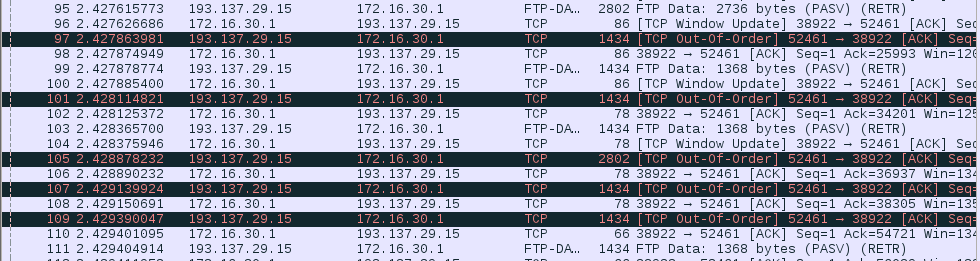 95 2.427615773 193.137.29.15 172.16.30.1 FTP-DA… 2802 FTP Data: 2736 bytes (PASV) (RETR)
96 2.427626686 193.137.29.15 172.16.30.1 TCP 86 [TCP Window Update] 38922 → 52461 [ACK] Seq
97 2.427863981 193.137.29.15 172.16.30.1 TCP 1434 [TCP Out-Of-Order] 52461 → 38922 [ACK] Seq=
98 2.427874949 193.137.29.15 172.16.30.1 TCP 86 38922 → 52461 [ACK] Seq=1 Ack=25993 Win=120
99 2.427878774 193.137.29.15 172.16.30.1 FTP-DA… 1434 FTP Data: 1368 bytes (PASV) (RETR)
100 2.427885400 193.137.29.15 172.16.30.1 TCP 86 [TCP Window Update] 38922 → 52461 [ACK] Seq
101 2.428114821 193.137.29.15 172.16.30.1 TCP 1434 [TCP Out-Of-Order] 52461 → 38922 [ACK] Seq=
102 2.428125372 193.137.29.15 172.16.30.1 TCP 78 38922 → 52461 [ACK] Seq=1 Ack=34201 Win=125
103 2.428365700 193.137.29.15 172.16.30.1 FTP-DA… 1434 FTP Data: 1368 bytes (PASV) (RETR)
104 2.428375946 193.137.29.15 172.16.30.1 TCP 78 [TCP Window Update] 38922 → 52461 [ACK] Seq
105 2.428878232 193.137.29.15 172.16.30.1 TCP 2802 [TCP Out-Of-Order] 52461 → 38922 [ACK] Seq=
106 2.428890232 193.137.29.15 172.16.30.1 TCP 78 38922 → 52461 [ACK] Seq=1 Ack=36937 Win=134
107 2.429139924 193.137.29.15 172.16.30.1 TCP 1434 [TCP Out-Of-Order] 52461 → 38922 [ACK] Seq=
108 2.429150691 193.137.29.15 172.16.30.1 TCP 78 38922 → 52461 [ACK] Seq=1 Ack=38305 Win=135
109 2.429390047 193.137.29.15 172.16.30.1 TCP 1434 [TCP Out-Of-Order] 52461 → 38922 [ACK] Seq=
110 2.429401095 193.137.29.15 172.16.30.1 TCP 66 38922 → 52461 [ACK] Seq=1 Ack=54721 Win=134
111 2.429404914 193.137.29.15 172.16.30.1 FTP-DA… 1434 FTP Data: 1368 bytes (PASV) (RETR)